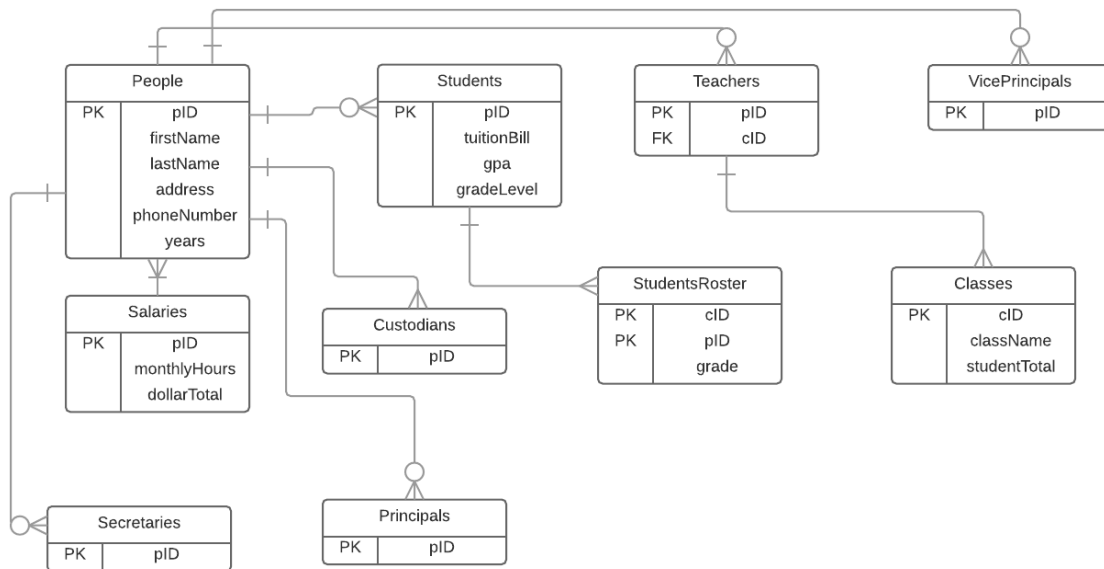 People
PK pID
firstName
lastName
address
phoneNumber
years
Students
PK pID
tuitionBill
gpa
gradeLevel
Teachers
PK pID
FK cID
VicePrincipals
PK pID
Salaries
PK pID
monthlyHours
dollarTotal
Custodians
PK pID
StudentsRoster
PK cID
PK pID
grade
Classes
PK cID
className
studentTotal
Secretaries
PK pID
Principals
PK pID